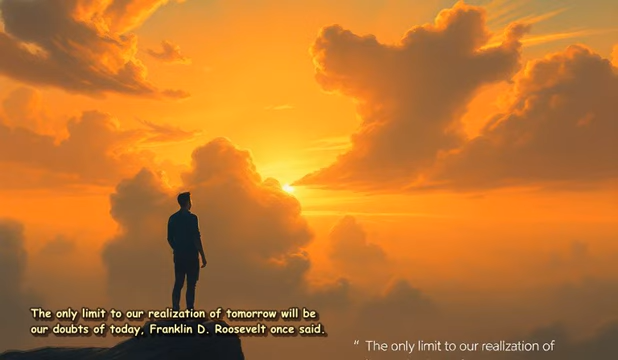 The only limit to our realization of tomorrow will be
our doubts of today, Franklin D. Roosevelt once said.
“ The only limit to our reallzation of